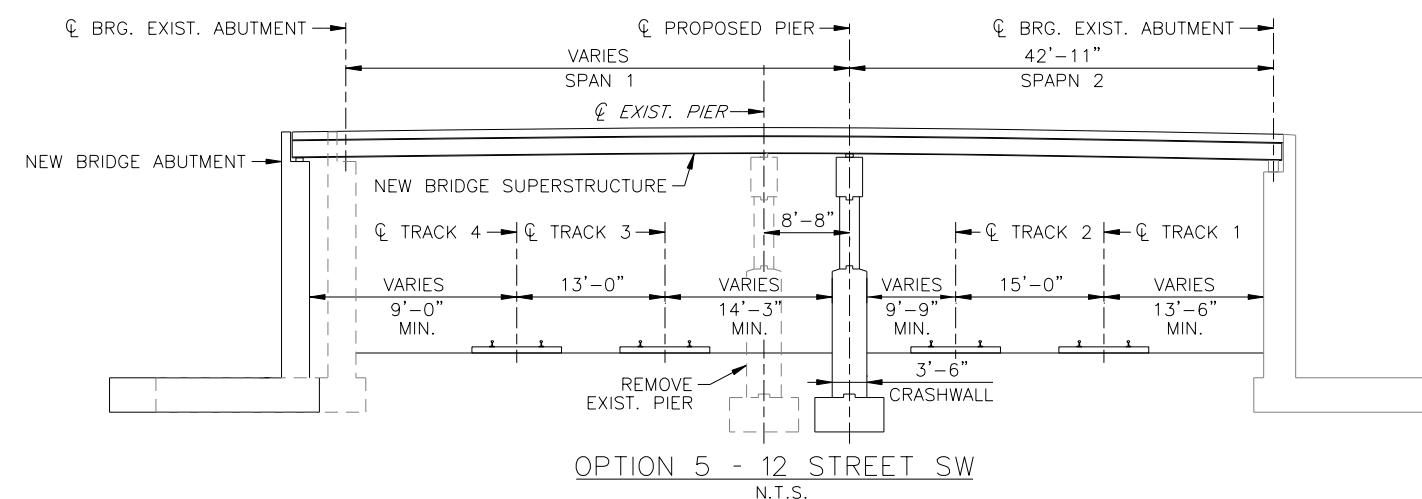 ℄ BRG. EXIST. ABUTMENT
℄ PROPOSED PIER
℄ BRG. EXIST. ABUTMENT
VARIES
SPAN 1
42'-11"
SPAPN 2
℄ EXIST. PIER
NEW BRIDGE ABUTMENT
NEW BRIDGE SUPERSTRUCTURE
8'-8"
℄ TRACK 4
℄ TRACK 3
℄ TRACK 2
℄ TRACK 1
VARIES
9'-0"
MIN.
13'-0"
VARIES
14'-3"
MIN.
VARIES
9'-9"
MIN.
15'-0"
VARIES
13'-6"
MIN.
REMOVE
EXIST. PIER
3'-6"
CRASHWALL
OPTION 5 - 12 STREET SW
N.T.S.